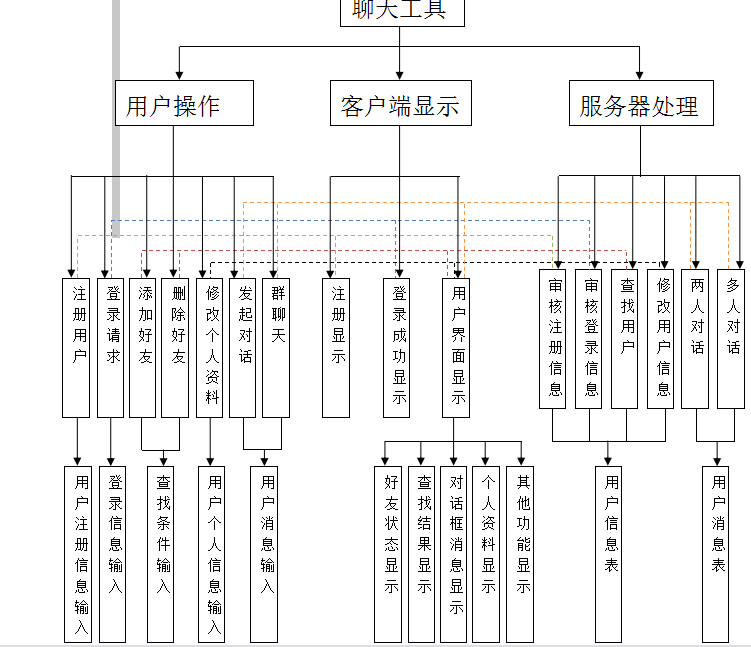 聊天工具
用户操作
客户端显示
服务器处理
注册用户
登录请求
添加好友
删除好友
修改个人资料
发起对话
群聊天
注册显示
登录成功显示
用户界面显示
审核注册信息
审核登录信息
查找用户
修改用户信息
两人对话
多人对话
用户注册信息输入
登录信息输入
查找条件输入
用户个人信息输入
用户消息输入
好友状态显示
查找结果显示
对话框消息显示
个人资料显示
其他功能显示
用户信息表
用户消息表